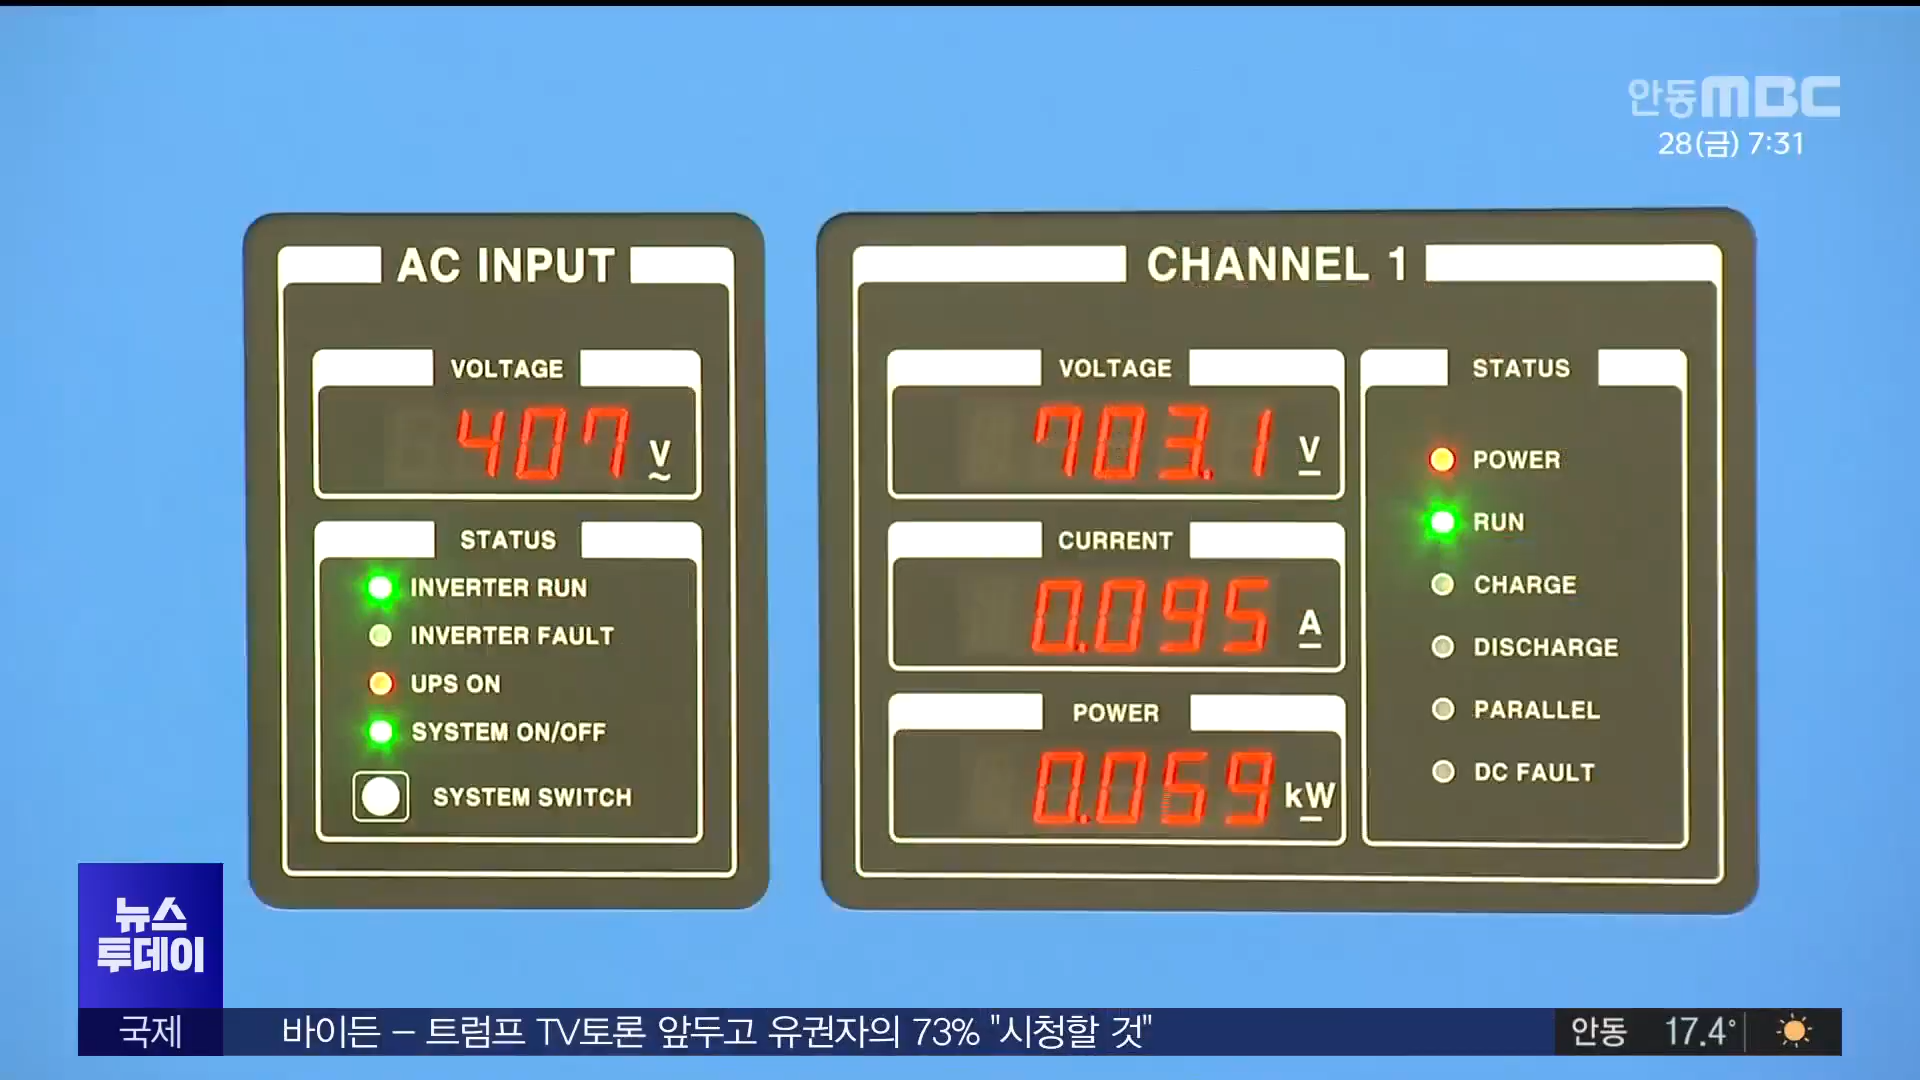 안동MBC
28(금) 7:31
AC INPUT
VOLTAGE
407 V
STATUS
INVERTER RUN
INVERTER FAULT
UPS ON
SYSTEM ON/OFF
SYSTEM SWITCH
CHANNEL 1
VOLTAGE
703.1 V
CURRENT
0.095 A
POWER
0.059 kW
STATUS
POWER
RUN
CHARGE
DISCHARGE
PARALLEL
DC FAULT
뉴스
투데이
국제 바이든 – 트럼프 TV토론 앞두고 유권자의 73% "시청할 것" 안동 17.4°